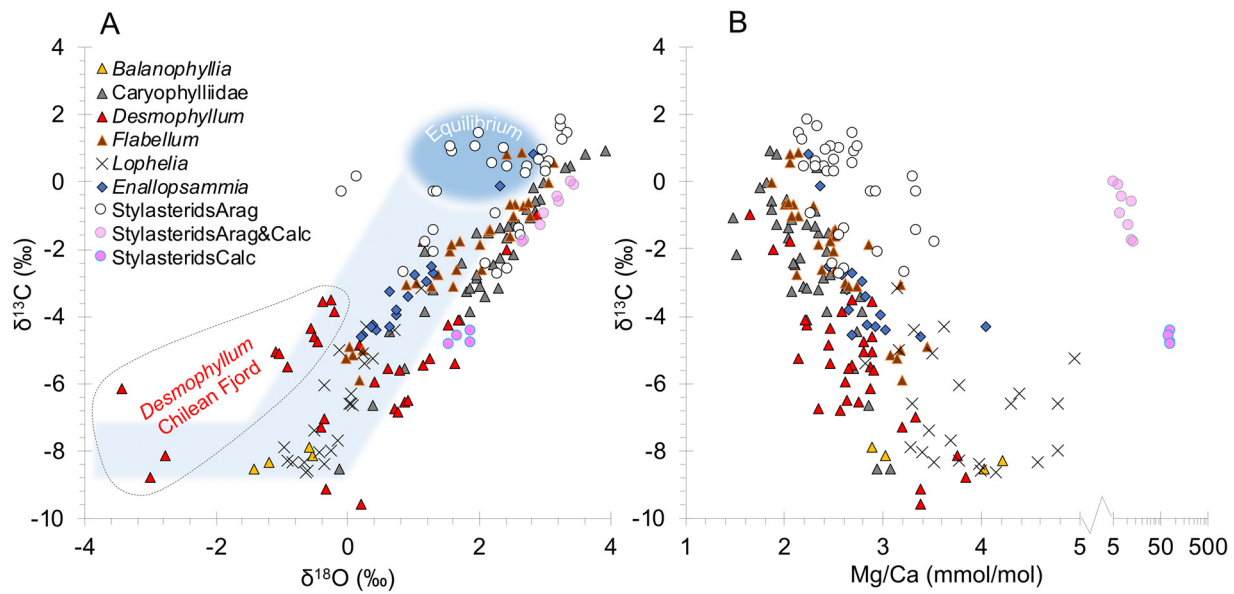 A
4
2
0
-2
-4
-6
-8
-10
δ13C (‰)
Balanophyllia
Caryophylliidae
Desmophyllum
Flabellum
Lophelia
Enallopsammia
StylasteridsArag
StylasteridsArag&Calc
StylasteridsCalc
Equilibrium
Desmophyllum
Chilean Fjord
-4
-2
0
2
4
δ18O (‰)
B
4
2
0
-2
-4
-6
-8
-10
δ13C (‰)
1
2
3
4
5
5
50
500
Mg/Ca (mmol/mol)